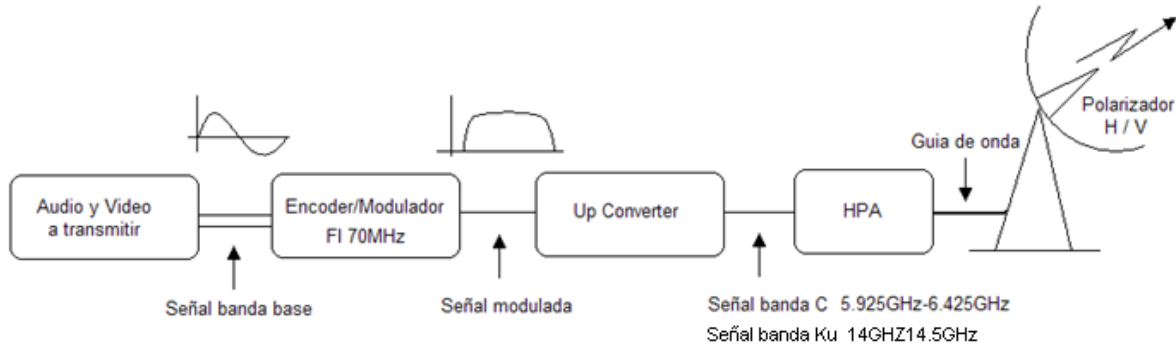 Polarizador
H / V
Guia de onda
Audio y Video
a transmitir
Encoder/Modulador
FI 70MHz
Up Converter
HPA
Señal banda base
Señal modulada
Señal banda C 5.925GHz-6.425GHz
Señal banda Ku 14GHZ14.5GHz